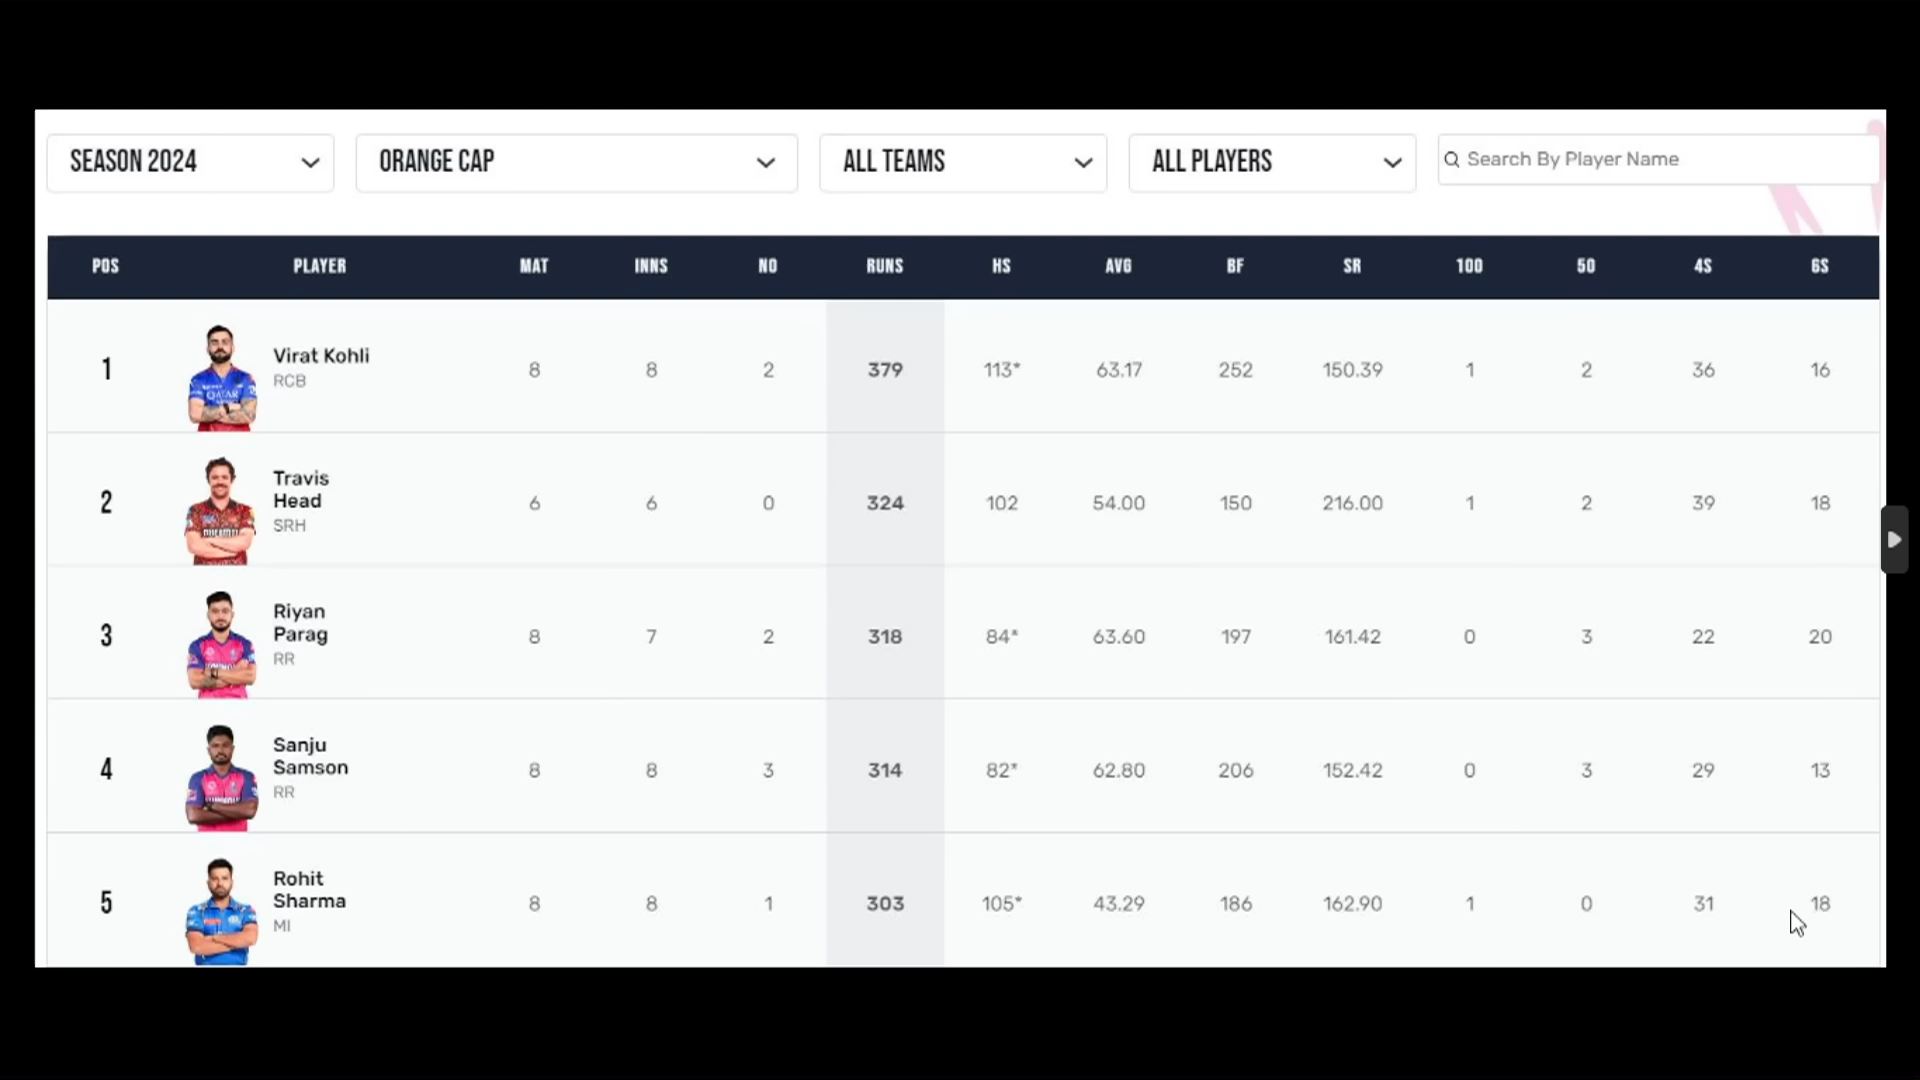 SEASON 2024 ORANGE CAP ALL TEAMS ALL PLAYERS Search By Player Name
POS PLAYER MAT INNS NO RUNS HS AVG BF SR 100 50 4S 6S
1 Virat Kohli 8 8 2 379 113* 63.17 252 150.39 1 2 36 16
RCB
QATAR
2 Travis Head 6 6 0 324 102 54.00 150 216.00 1 2 39 18
SRH
3 Riyan Parag 8 7 2 318 84* 63.60 197 161.42 0 3 22 20
RR
4 Sanju Samson 8 8 3 314 82* 62.80 206 152.42 0 3 29 13
RR
5 Rohit Sharma 8 8 1 303 105* 43.29 186 162.90 1 0 31 18
MI